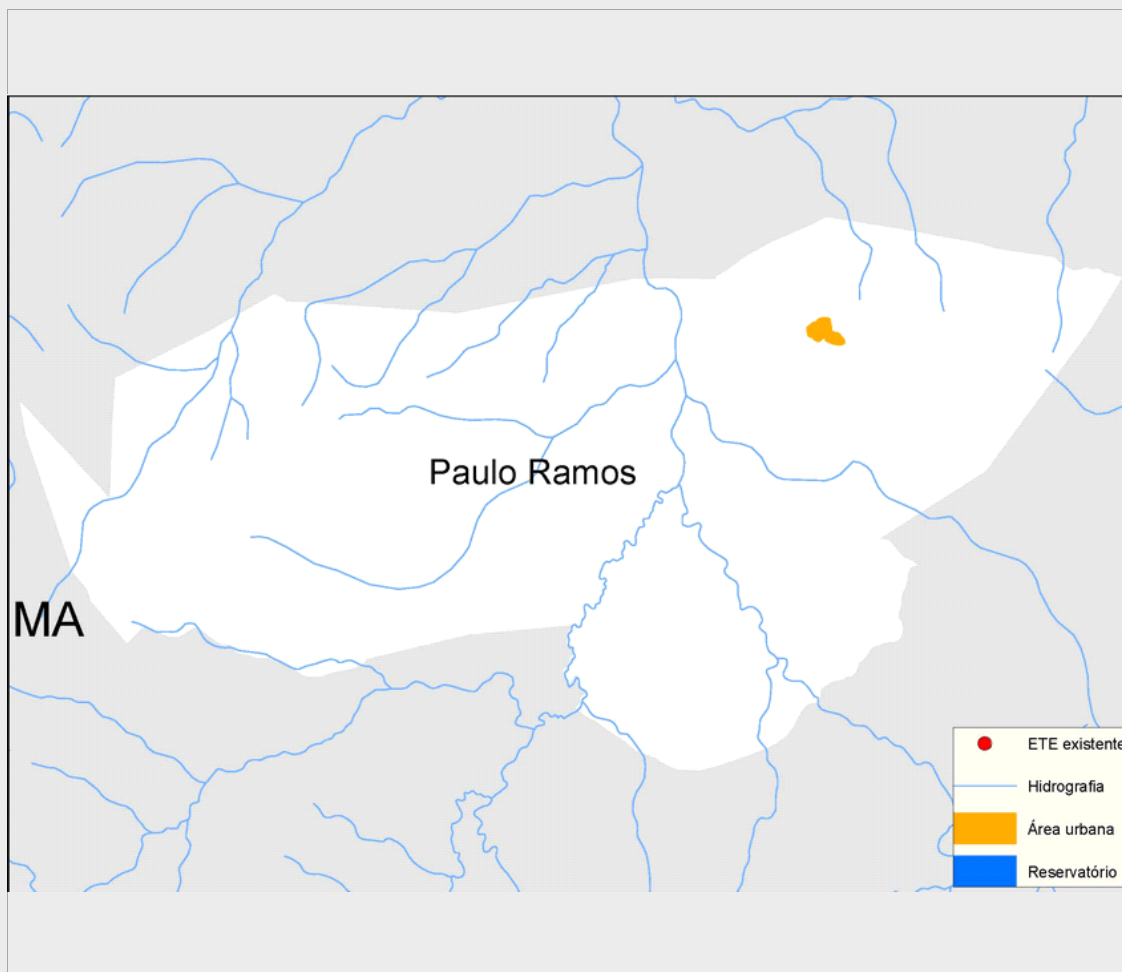 Paulo Ramos
MA
ETE existente
Hidrografia
Área urbana
Reservatório